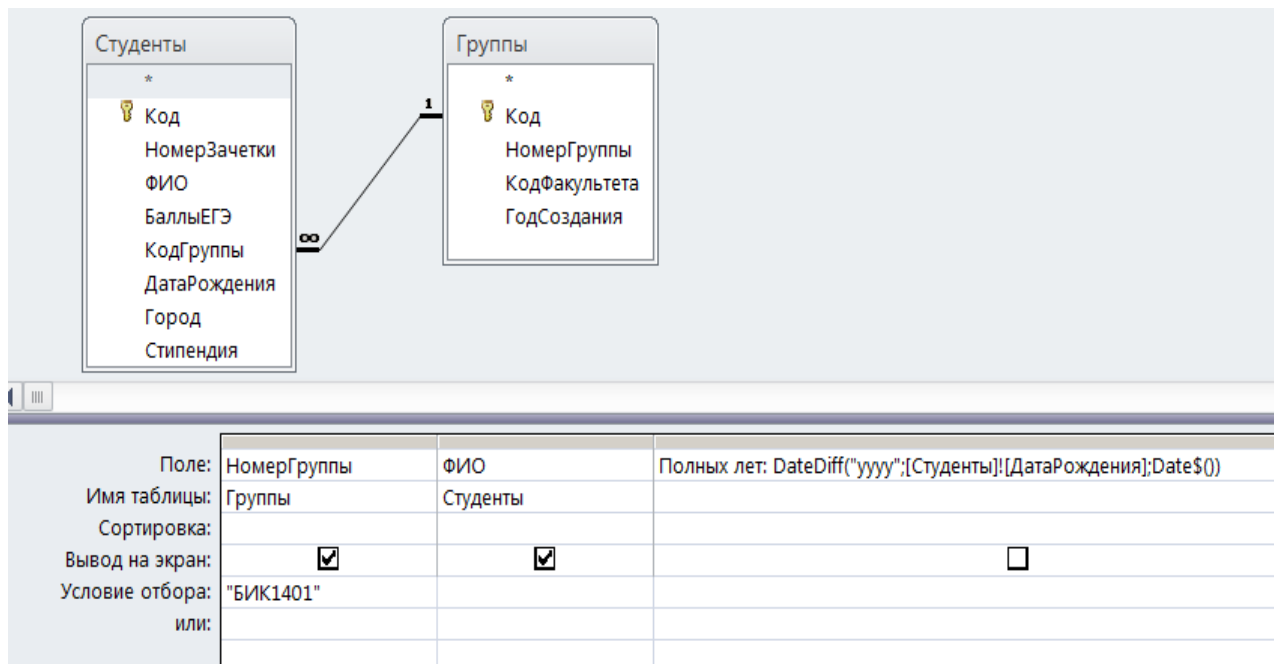 Студенты
*
Код
НомерЗачетки
ФИО
БаллыЕГЭ
КодГруппы
ДатаРождения
Город
Стипендия
∞
1
Группы
*
Код
НомерГруппы
КодФакультета
ГодСоздания
Поле: НомерГруппы ФИО Полных лет: DateDiff("yyyy";[Студенты]![ДатаРождения];Date$())
Имя таблицы: Группы Студенты
Сортировка:
Вывод на экран:
Условие отбора: "БИК1401"
или: